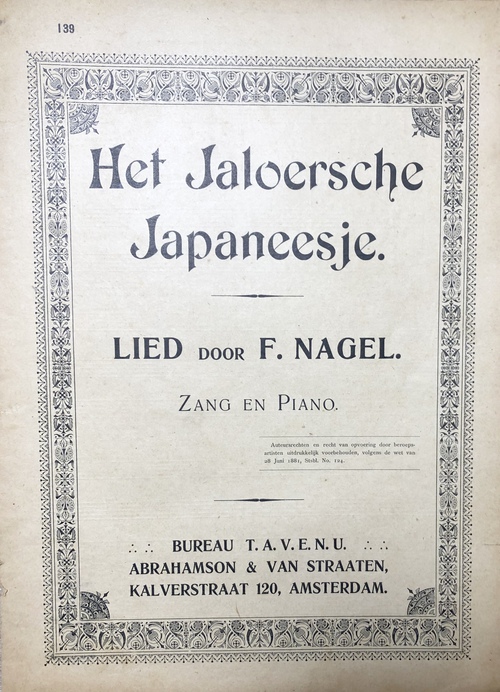 139
Het Jaloersche
Japaneesje.
LIED DOOR F. NAGEL.
ZANG EN PIANO.
Auteursrechten en recht van opvoering door beroeps-
artisten uitdrukkelijk voorbehouden, volgens de wet van
28 Juni 1881, Stsbl. No. 124.
BUREAU T. A. V. E. N. U.
ABRAHAMSON & VAN STRAATEN,
KALVERSTRAAT 120, AMSTERDAM.